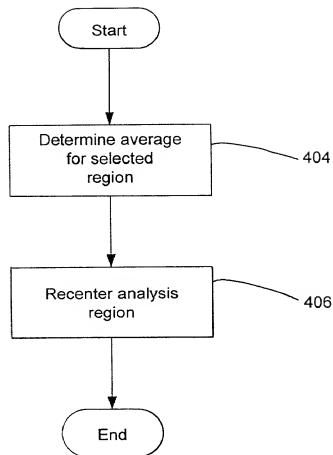 Start
Determine average
for selected
region
404
Recenter analysis
region
406
End